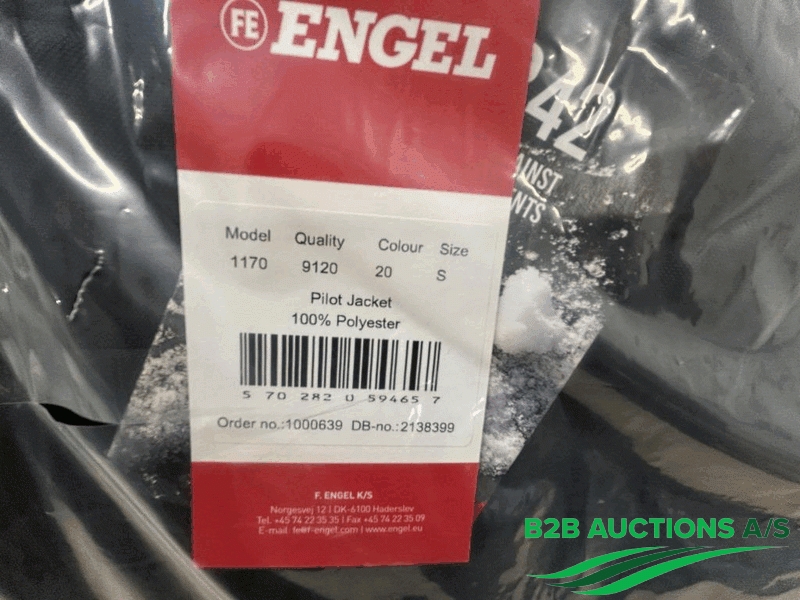 FE ENGEL
42
Model Quality Colour Size
1170 9120 20 S
Pilot Jacket
100% Polyester
5 70 282 0 59465 7
Order no.:1000639 DB-no.:2138399
F. ENGEL K/S
Norgesvej 12 | DK-6100 Haderslev
Tel. +45 74 22 35 35 | Fax +45 74 22 35 09
E-mail: fe@f-engel.com | www.engel.eu
B2B AUCTIONS A/S